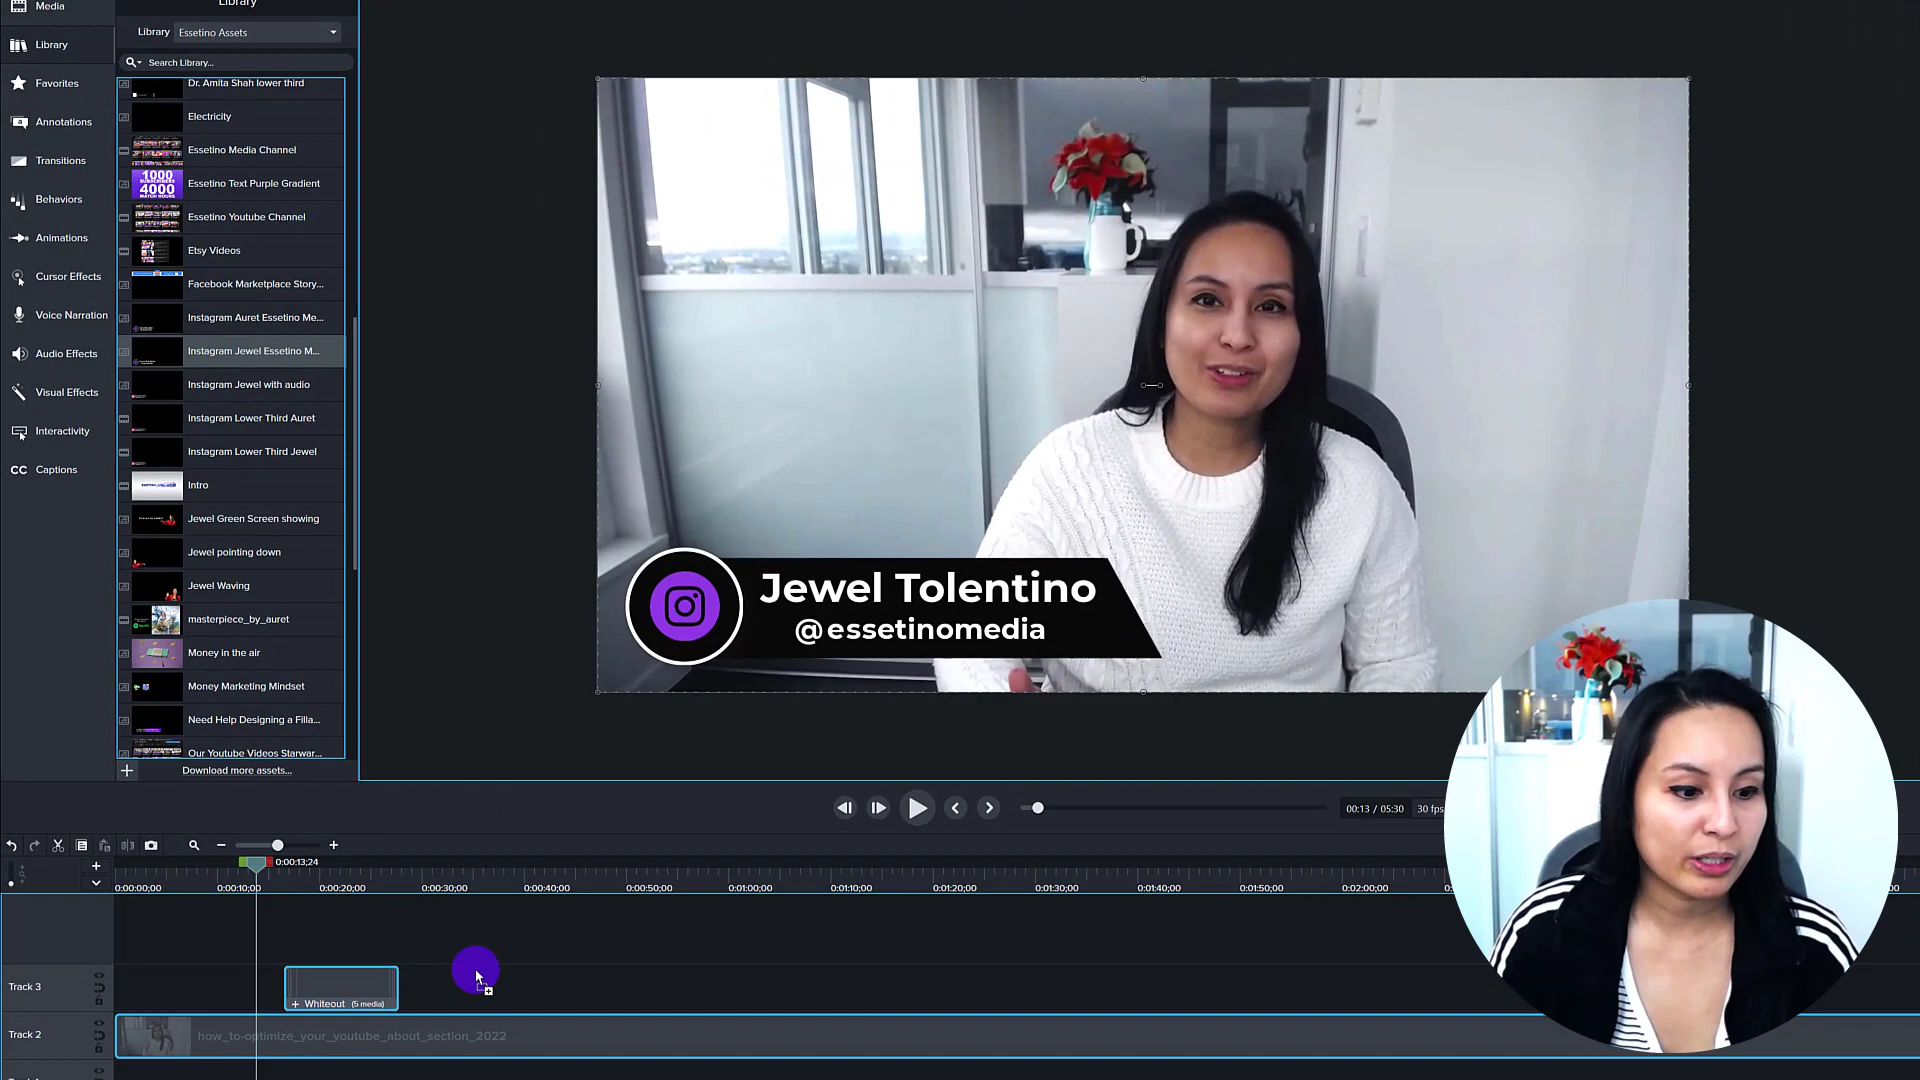 Media
Library
Favorites
Annotations
Transitions
Behaviors
Animations
Cursor Effects
Voice Narration
Audio Effects
Visual Effects
Interactivity
CC Captions
Library
Library Essetino Assets
Search Library...
Dr. Amita Shah lower third
Electricity
Essetino Media Channel
1000
SUBSCRIBERS
4000
WATCH HOURS
Essetino Text Purple Gradient
Essetino Youtube Channel
Etsy Videos
Facebook Marketplace Story...
Instagram Auret Essetino Me...
Instagram Jewel Essetino M...
Instagram Jewel with audio
Instagram Lower Third Auret
Instagram Lower Third Jewel
Intro
Jewel Green Screen showing
Jewel pointing down
Jewel Waving
masterpiece_by_auret
Money in the air
Money Marketing Mindset
Need Help Designing a Filla...
Our Youtube Videos Starwar...
Download more assets...
Jewel Tolentino
@essetinomedia
00:13 / 05:30 30 fps
0:00:13;24
0:00:00;00 0:00:10;00 0:00:20;00 0:00:30;00 0:00:40;00 0:00:50;00 0:01:00;00 0:01:10;00 0:01:20;00 0:01:30;00 0:01:40;00 0:01:50;00 0:02:00;00
Track 3
+ Whiteout (5 media)
Track 2
how_to-optimize_your_youtube_about_section_2022